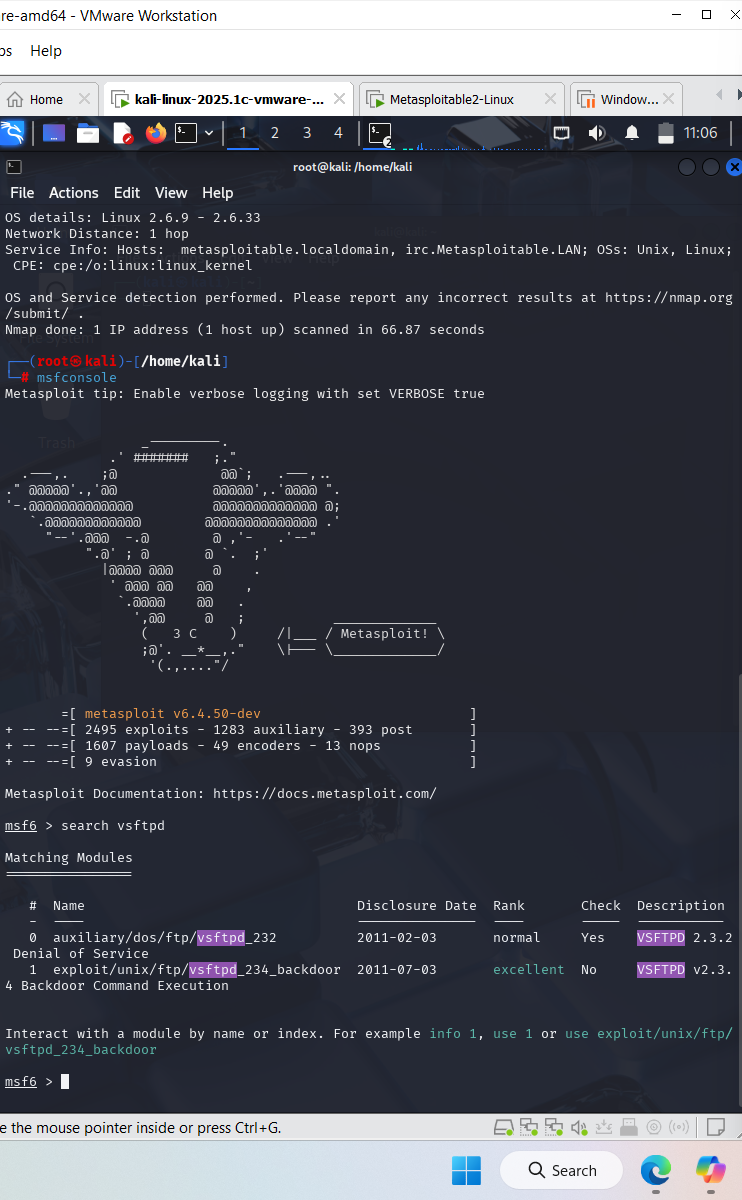 re-amd64 - VMware Workstation
ps Help
Home kali-linux-2025.1c-vmware-... Metasploitable2-Linux Window...
1 2 3 4 2 11:06
root@kali: /home/kali
File Actions Edit View Help
OS details: Linux 2.6.9 - 2.6.33
Network Distance: 1 hop
Service Info: Hosts:  metasploitable.localdomain, irc.Metasploitable.LAN; OSs: Unix, Linux;
 CPE: cpe:/o:linux:linux_kernel
OS and Service detection performed. Please report any incorrect results at https://nmap.org
/submit/ .
Nmap done: 1 IP address (1 host up) scanned in 66.87 seconds
┌──(root㉿kali)-[/home/kali]
└─# msfconsole
Metasploit tip: Enable verbose logging with set VERBOSE true
Trash
                 _---------.
             .' #######   ;."
  .---,.    ;@             @@`;   .---,..
." @@@@@'.,'@@            @@@@@',.'@@@@ ".
'-.@@@@@@@@@@@@@          @@@@@@@@@@@@@ @;
   `.@@@@@@@@@@@@        @@@@@@@@@@@@@@ .'
     "--'.@@@  -.@        @ ,'-   .'--"
          ".@' ; @       @ `.  ;'
            |@@@@ @@@     @    .
             ' @@@ @@   @@    ,
              `.@@@@    @@   .
                ',@@     @   ;           _____________
                 (   3 C    )     /|___ / Metasploit! \
                 ;@'. __*__,."    \|--- \_____________/
                  '(.,...."/
       =[ metasploit v6.4.50-dev                          ]
+ -- --=[ 2495 exploits - 1283 auxiliary - 393 post       ]
+ -- --=[ 1607 payloads - 49 encoders - 13 nops           ]
+ -- --=[ 9 evasion                                       ]
Metasploit Documentation: https://docs.metasploit.com/
msf6 > search vsftpd
Matching Modules
================
   #  Name                                  Disclosure Date  Rank       Check  Description
   -  ----                                  ---------------  ----       -----  -----------
   0  auxiliary/dos/ftp/vsftpd_232          2011-02-03       normal     Yes    VSFTPD 2.3.2
 Denial of Service
   1  exploit/unix/ftp/vsftpd_234_backdoor  2011-07-03       excellent  No     VSFTPD v2.3.
4 Backdoor Command Execution
Interact with a module by name or index. For example info 1, use 1 or use exploit/unix/ftp/
vsftpd_234_backdoor
msf6 >
e the mouse pointer inside or press Ctrl+G.
Search